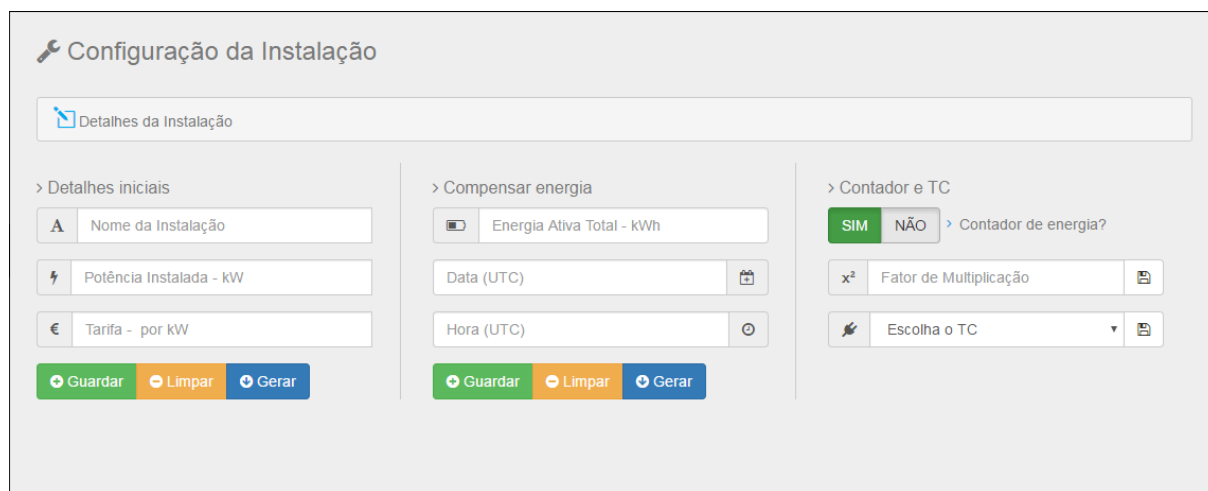 Configuração da Instalação
Detalhes da Instalação
> Detalhes iniciais
A Nome da Instalação
Potência Instalada - kW
€ Tarifa - por kW
Guardar Limpar Gerar
> Compensar energia
Energia Ativa Total - kWh
Data (UTC)
Hora (UTC)
Guardar Limpar Gerar
> Contador e TC
SIM NÃO > Contador de energia?
x² Fator de Multiplicação
Escolha o TC